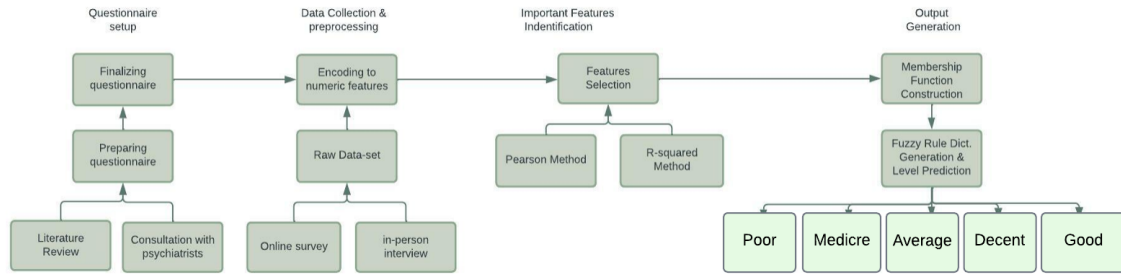 Questionnaire
setup
Data Collection &
preprocessing
Important Features
Indentification
Output
Generation
Finalizing
questionnaire
Encoding to
numeric features
Features
Selection
Membership
Function
Construction
Preparing
questionnaire
Raw Data-set
Pearson Method
R-squared
Method
Fuzzy Rule Dict.
Generation &
Level Prediction
Literature
Review
Consultation with
psychiatrists
Online survey
in-person
interview
Poor
Medicre
Average
Decent
Good